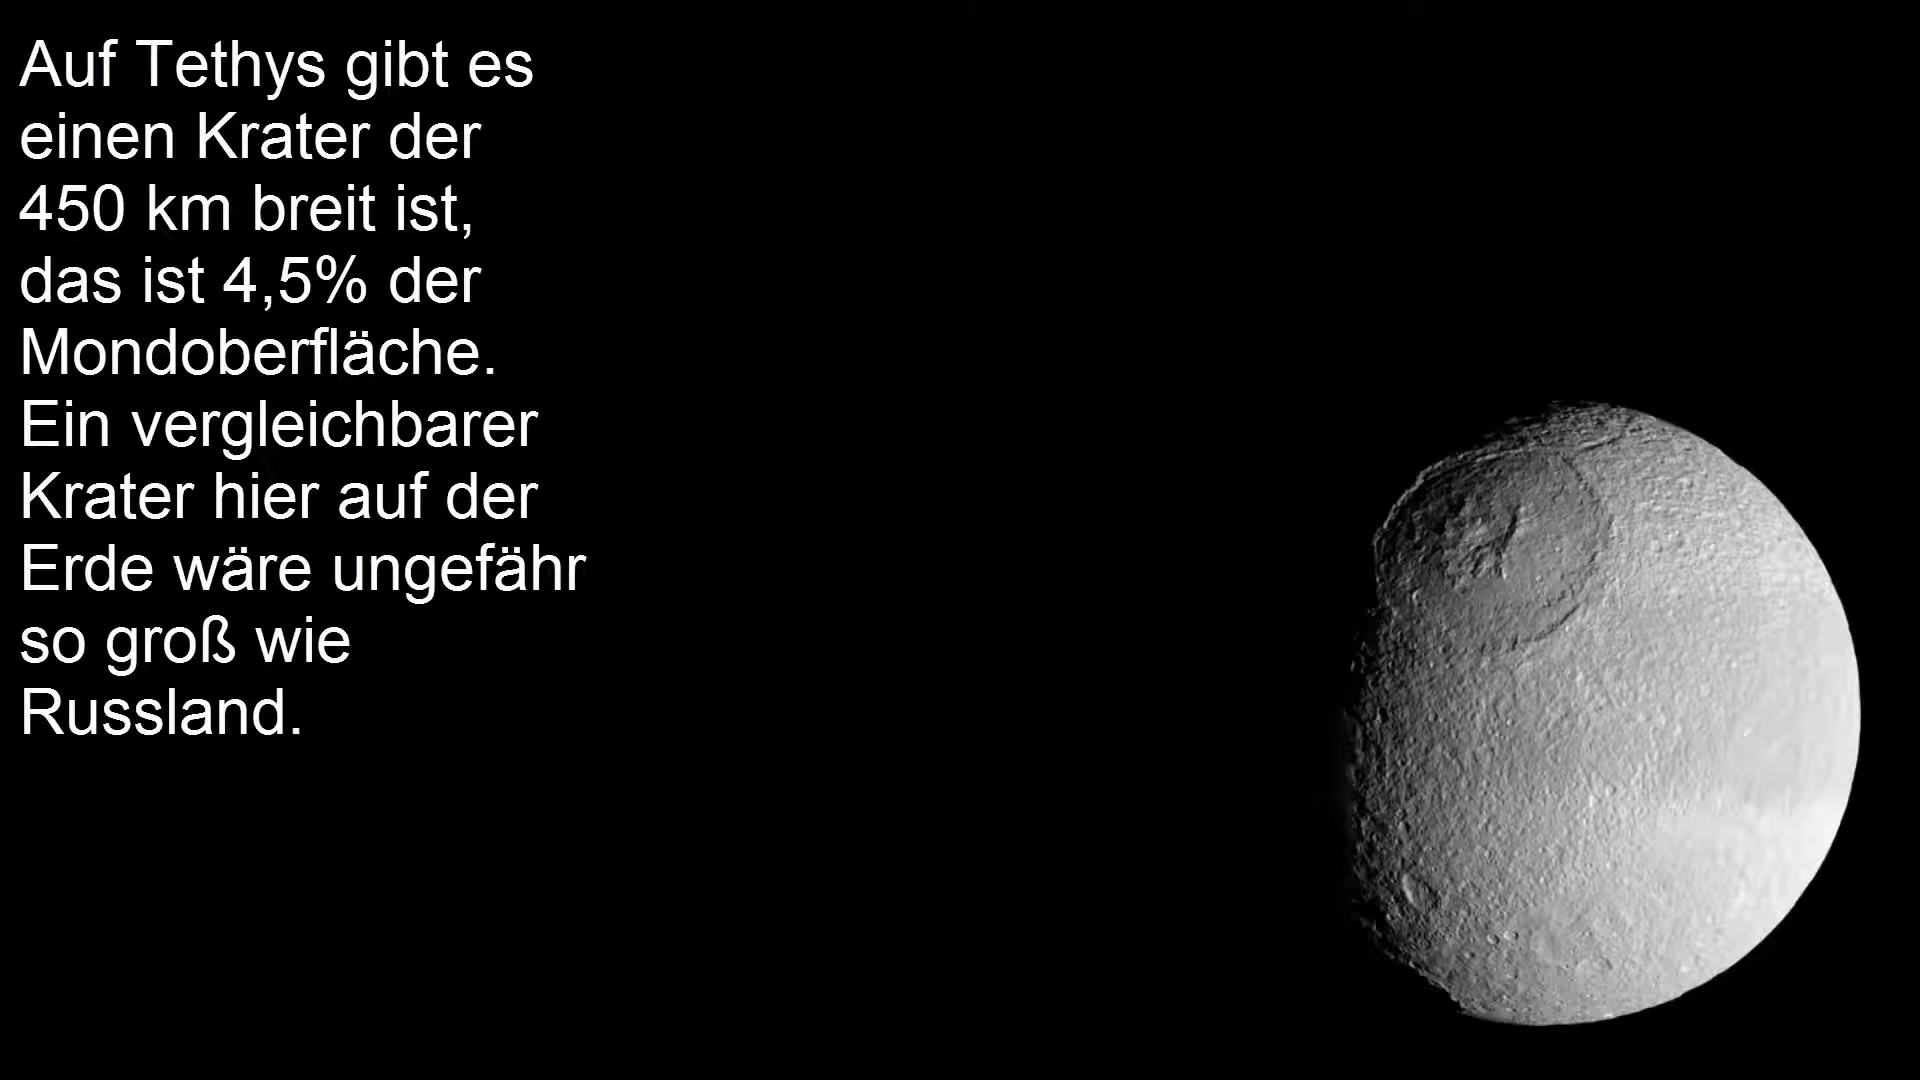 Auf Tethys gibt es
einen Krater der
450 km breit ist,
das ist 4,5% der
Mondoberfläche.
Ein vergleichbarer
Krater hier auf der
Erde wäre ungefähr
so groß wie
Russland.